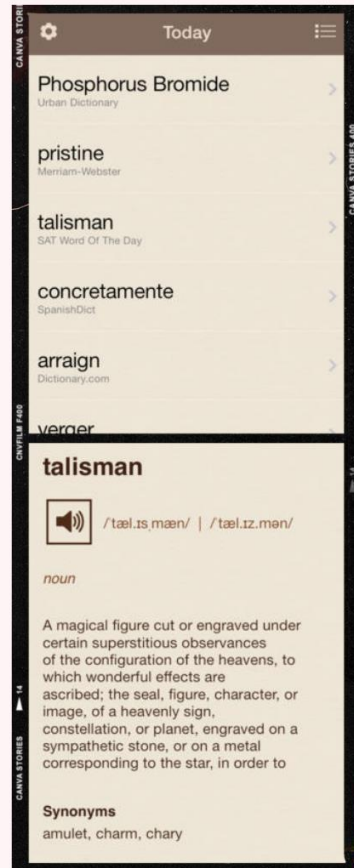 Today
Phosphorus Bromide
Urban Dictionary
pristine
Merriam-Webster
talisman
SAT Word Of The Day
concretamente
SpanishDict
arraign
Dictionary.com
verger
talisman
/ˈtæl.ɪsˌmæn/ | /ˈtæl.ɪz.mən/
noun
A magical figure cut or engraved under
certain superstitious observances
of the configuration of the heavens, to
which wonderful effects are
ascribed; the seal, figure, character, or
image, of a heavenly sign,
constellation, or planet, engraved on a
sympathetic stone, or on a metal
corresponding to the star, in order to
Synonyms
amulet, charm, chary
CANVA STORI
CNVFILM F400
CANVA STORIES 14
CANVA STORIES 400
14